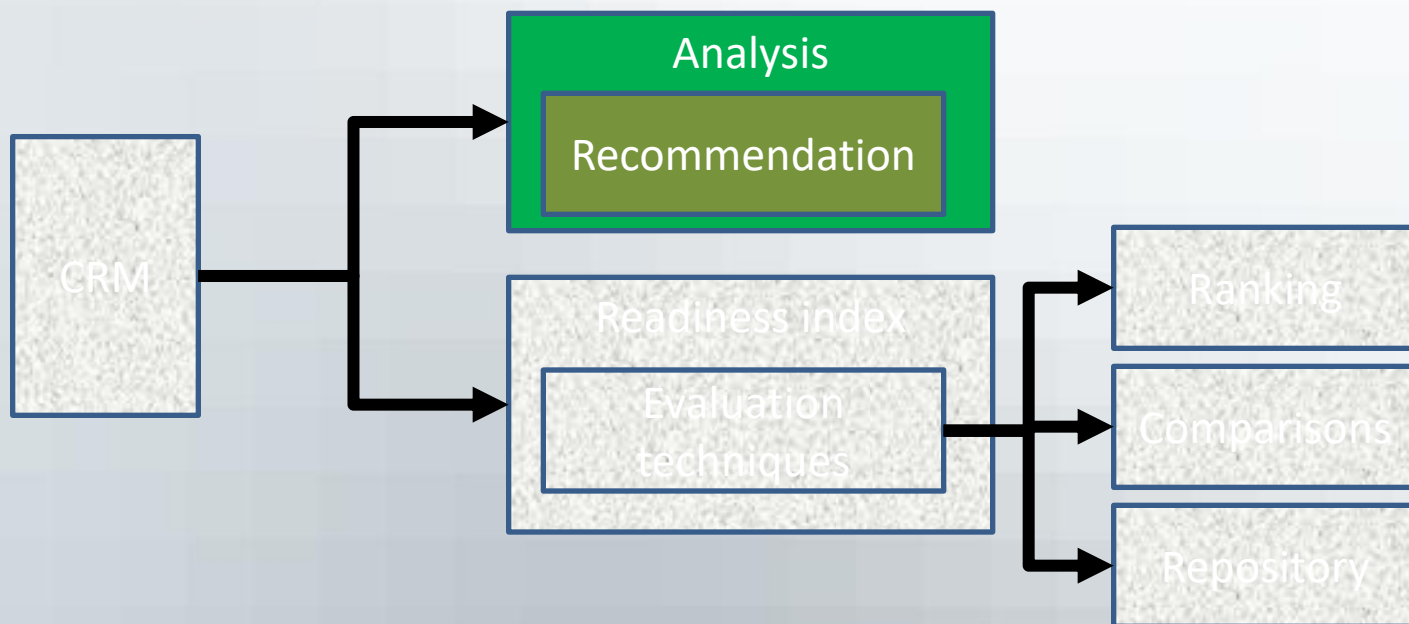 Analysis
Recommendation
CRM
Readiness index
Evaluation
techniques
Ranking
Comparisons
Repository